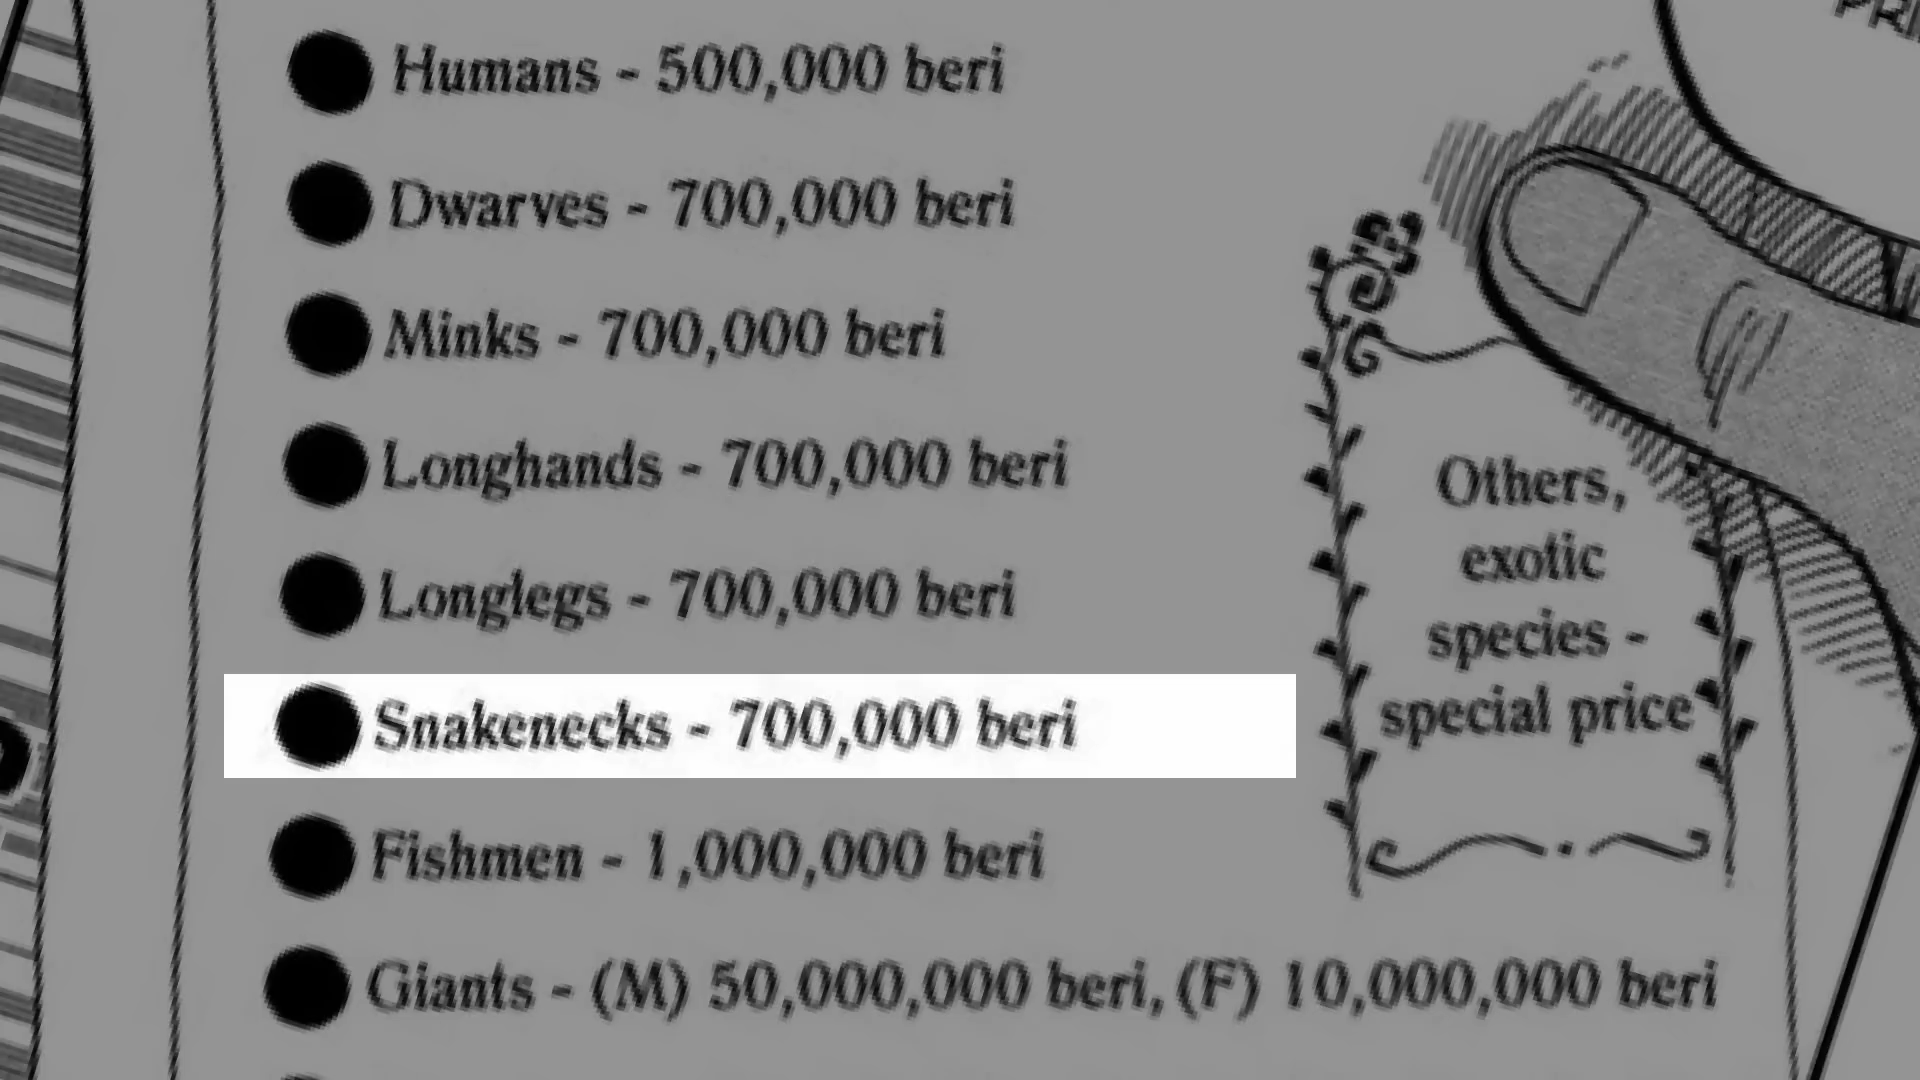 Humans - 500,000 beri
Dwarves - 700,000 beri
Minks - 700,000 beri
Longhands - 700,000 beri
Longlegs - 700,000 beri
Snakenecks - 700,000 beri
Fishmen - 1,000,000 beri
Giants - (M) 50,000,000 beri, (F) 10,000,000 beri
Others,
exotic
species -
special price